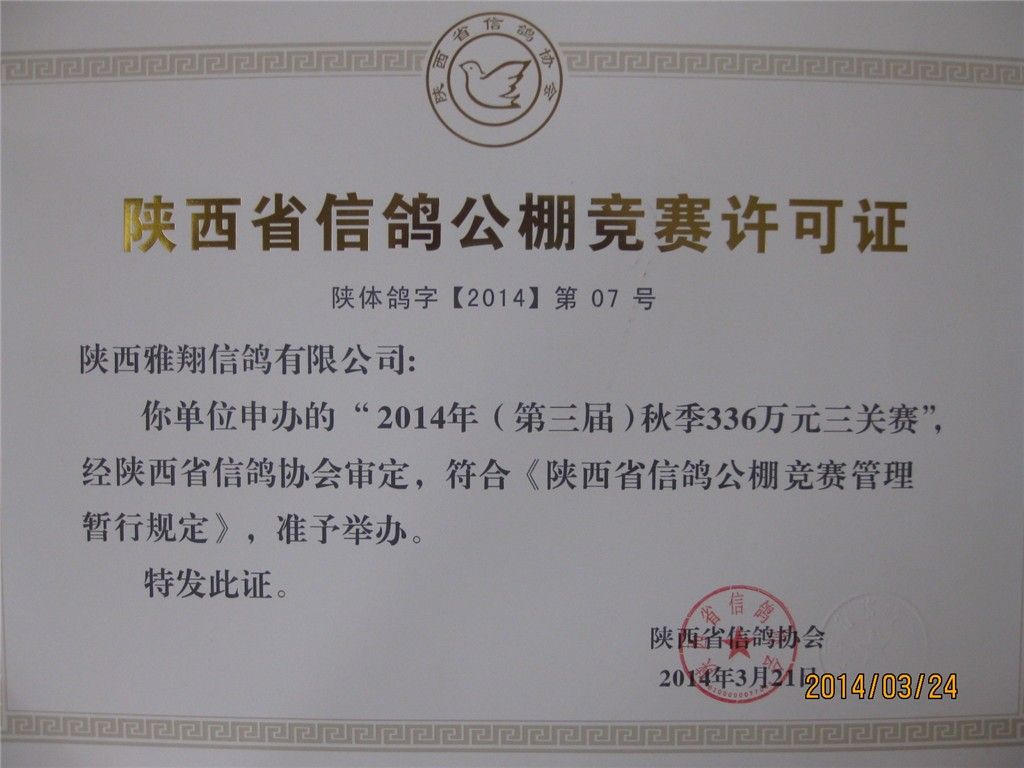 陕西省信鸽协会
陕西省信鸽公棚竞赛许可证
陕体鸽字【2014】第 07 号
陕西雅翔信鸽有限公司:
你单位申办的“2014年（第三届）秋季336万元三关赛”,
经陕西省信鸽协会审定，符合《陕西省信鸽公棚竞赛管理
暂行规定》，准予举办。
特发此证。
陕西省信鸽协会
2014年3月21日
2014/03/24